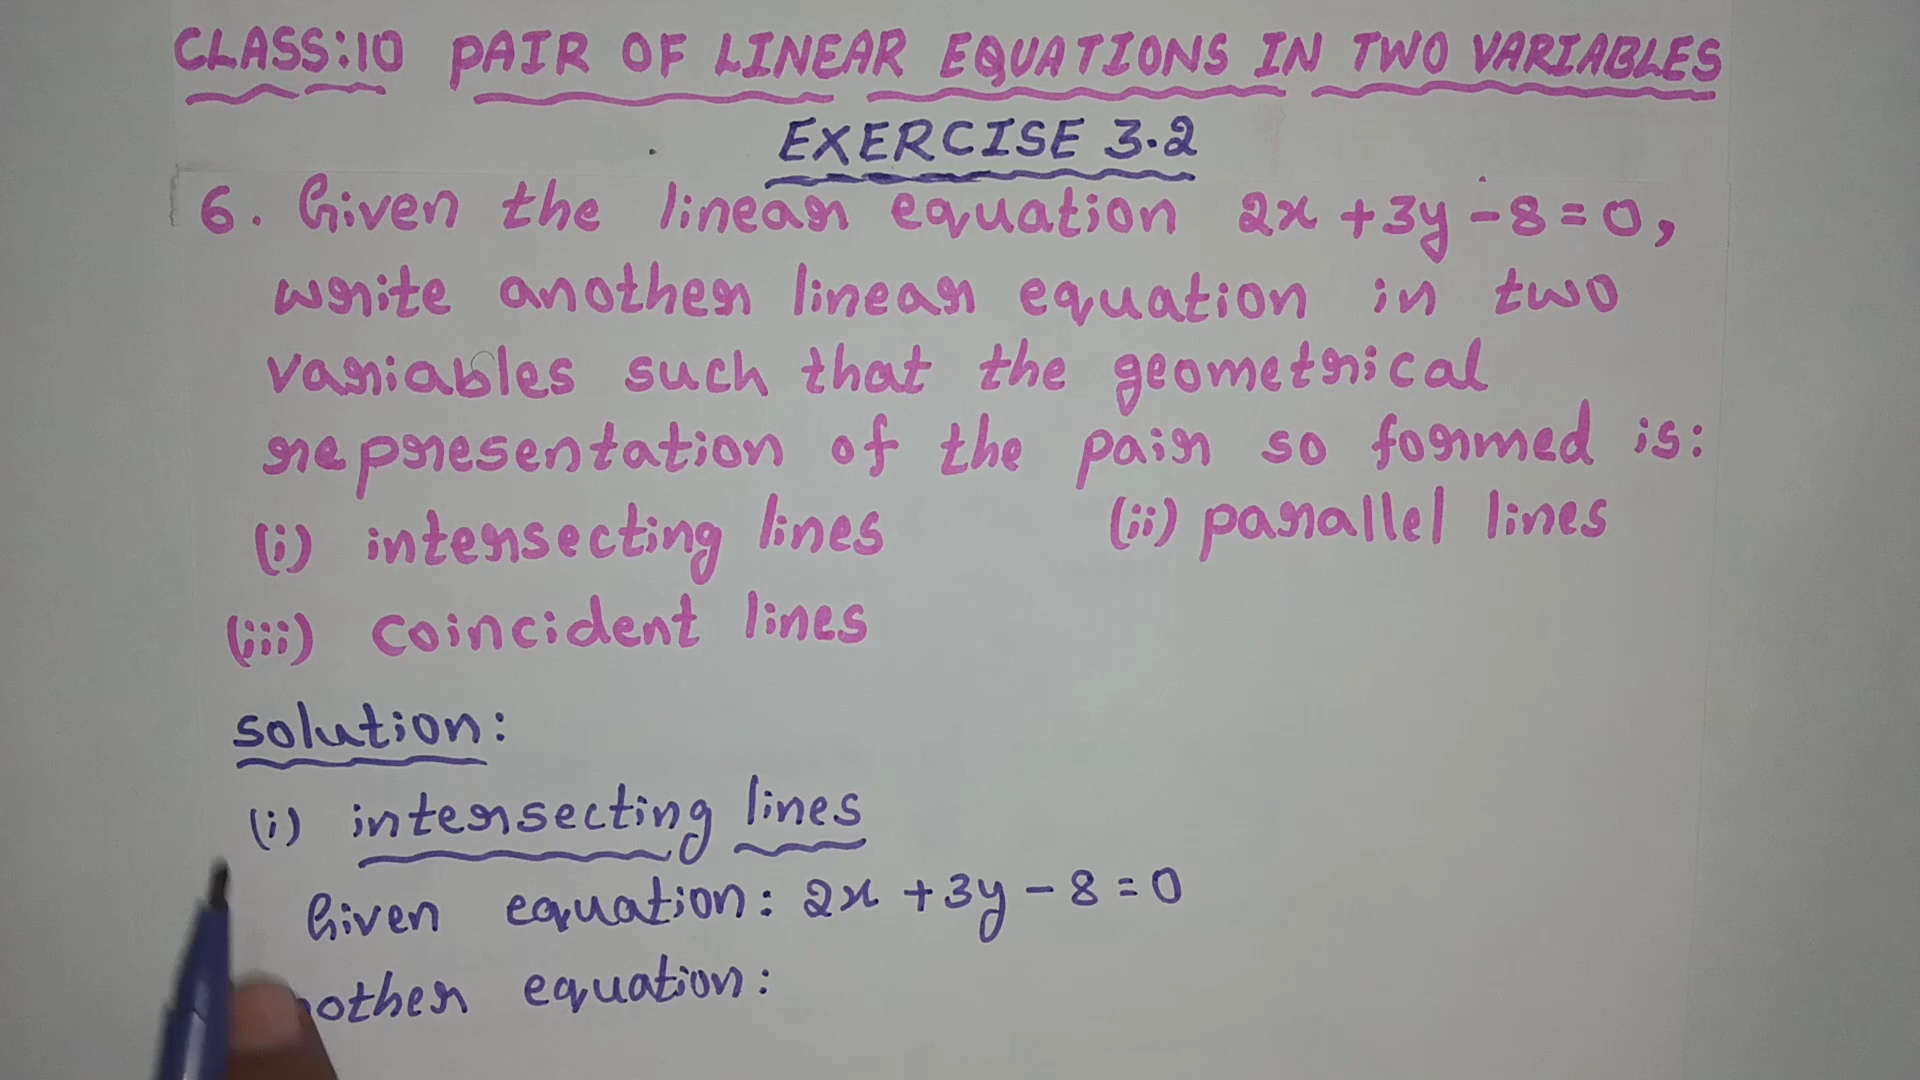 CLASS:10 PAIR OF LINEAR EQUATIONS IN TWO VARIABLES
EXERCISE 3.2
6. Given the linear equation 2x + 3y - 8 = 0,
write another linear equation in two
variables such that the geometrical
representation of the pair so formed is:
(i) intersecting lines (ii) parallel lines
(iii) coincident lines
solution:
(i) intersecting lines
Given equation: 2x + 3y - 8 = 0
nother equation: